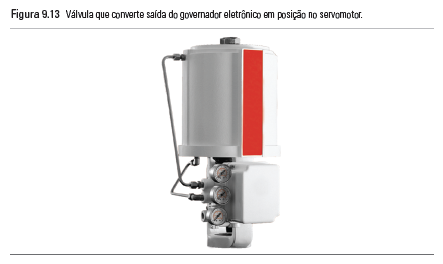 Figura 9.13 Válvula que converte saída do governador eletrônico em posição no servomotor.